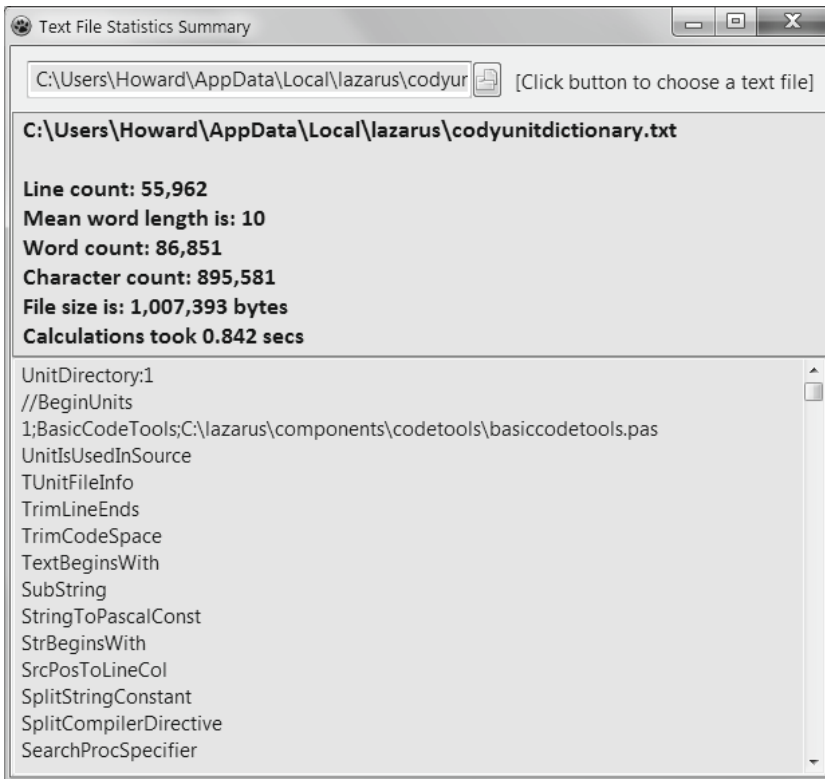 Text File Statistics Summary
C:\Users\Howard\AppData\Local\lazarus\codyur
[Click button to choose a text file]
C:\Users\Howard\AppData\Local\lazarus\codyunitdictionary.txt
Line count: 55,962
Mean word length is: 10
Word count: 86,851
Character count: 895,581
File size is: 1,007,393 bytes
Calculations took 0.842 secs
UnitDirectory:1
//BeginUnits
1;BasicCodeTools;C:\lazarus\components\codetools\basiccodetools.pas
UnitIsUsedInSource
TUnitFileInfo
TrimLineEnds
TrimCodeSpace
TextBeginsWith
SubString
StringToPascalConst
StrBeginsWith
SrcPosToLineCol
SplitStringConstant
SplitCompilerDirective
SearchProcSpecifier